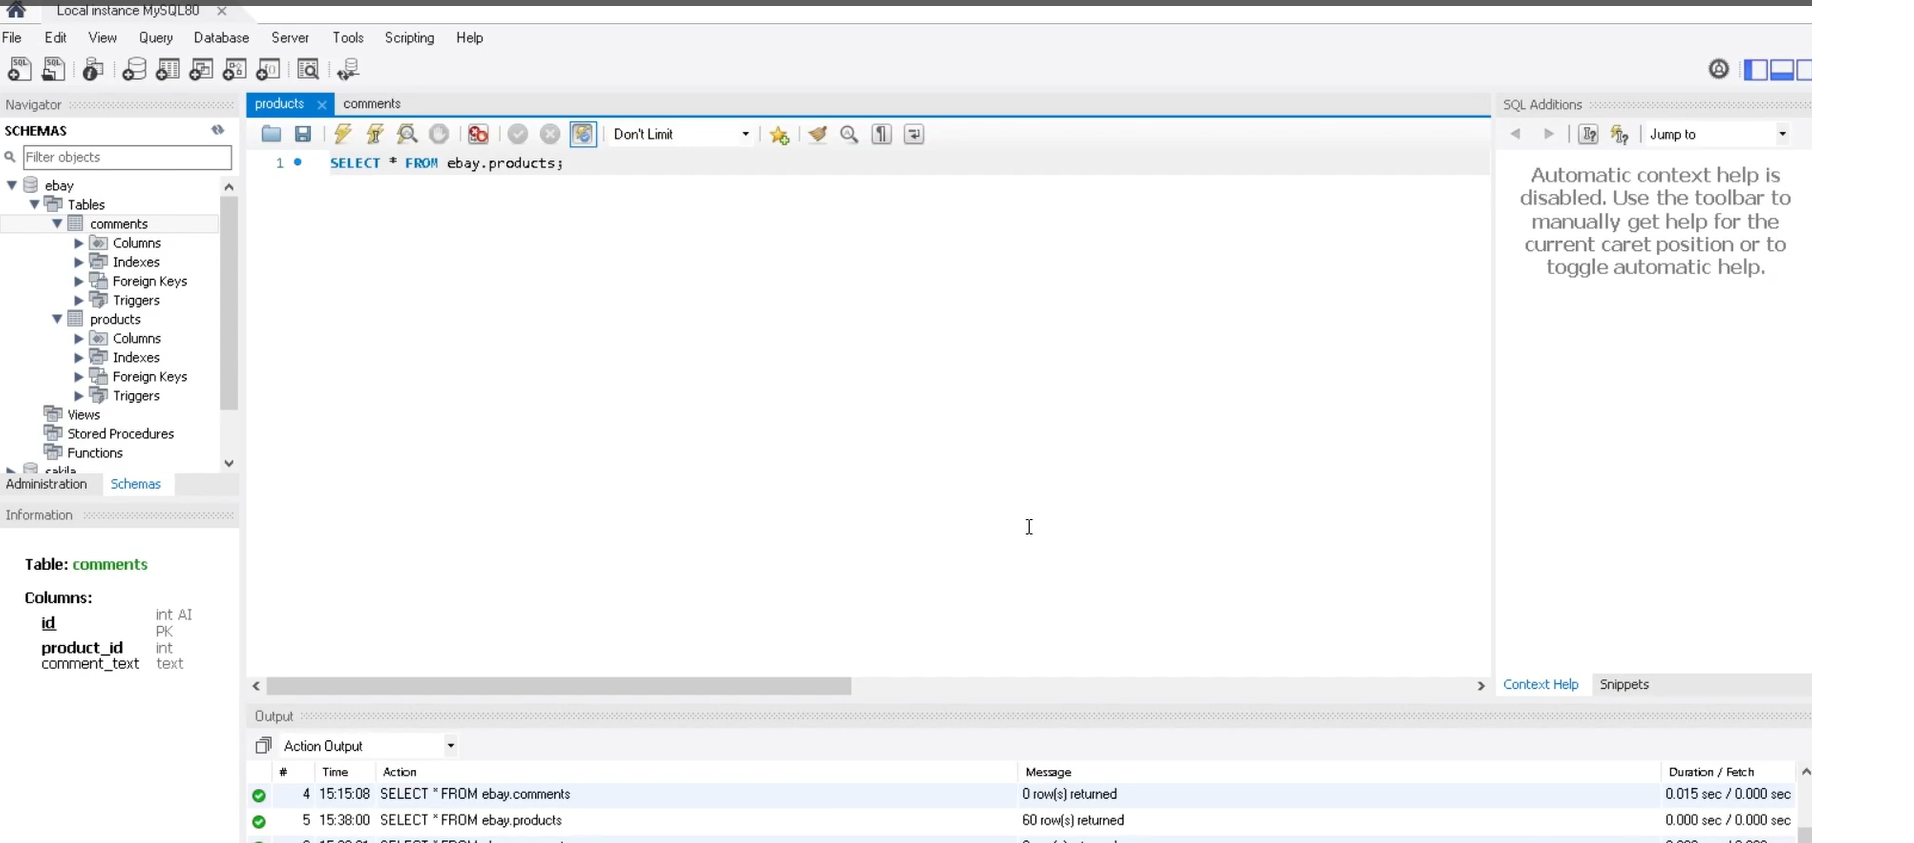 Local instance MySQL80
File Edit View Query Database Server Tools Scripting Help
Navigator
SCHEMAS
Filter objects
ebay
Tables
comments
Columns
Indexes
Foreign Keys
Triggers
products
Columns
Indexes
Foreign Keys
Triggers
Views
Stored Procedures
Functions
sakila
Administration Schemas
Information
Table: comments
Columns:
id int AI PK
product_id int
comment_text text
products comments
Don't Limit
1 SELECT * FROM ebay.products;
SQL Additions
Jump to
Automatic context help is
disabled. Use the toolbar to
manually get help for the
current caret position or to
toggle automatic help.
Context Help Snippets
Output
Action Output
# Time Action Message Duration / Fetch
4 15:15:08 SELECT * FROM ebay.comments 0 row(s) returned 0.015 sec / 0.000 sec
5 15:38:00 SELECT * FROM ebay.products 60 row(s) returned 0.000 sec / 0.000 sec